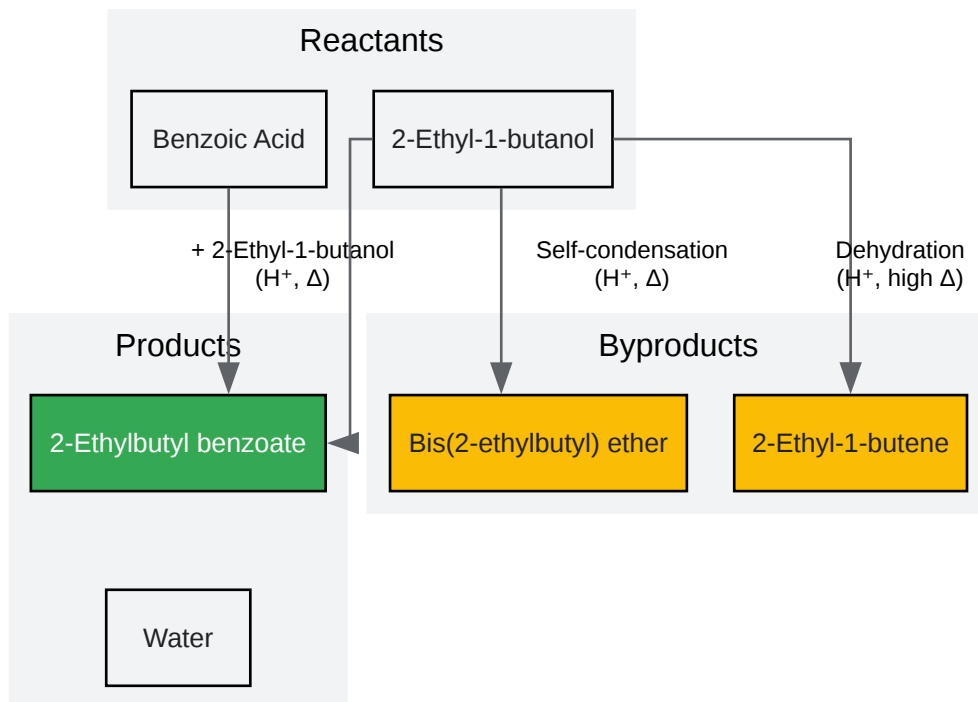 Reactants
Benzoic Acid
2-Ethyl-1-butanol
+ 2-Ethyl-1-butanol
(H⁺, Δ)
Self-condensation
(H⁺, Δ)
Dehydration
(H⁺, high Δ)
Products
Byproducts
2-Ethylbutyl benzoate
Bis(2-ethylbutyl) ether
2-Ethyl-1-butene
Water